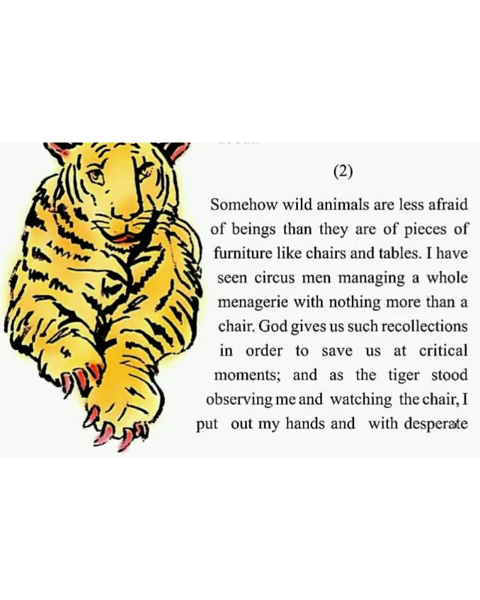 (2)
Somehow wild animals are less afraid
of beings than they are of pieces of
furniture like chairs and tables. I have
seen circus men managing a whole
menagerie with nothing more than a
chair. God gives us such recollections
in order to save us at critical
moments; and as the tiger stood
observing me and watching the chair, I
put out my hands and with desperate